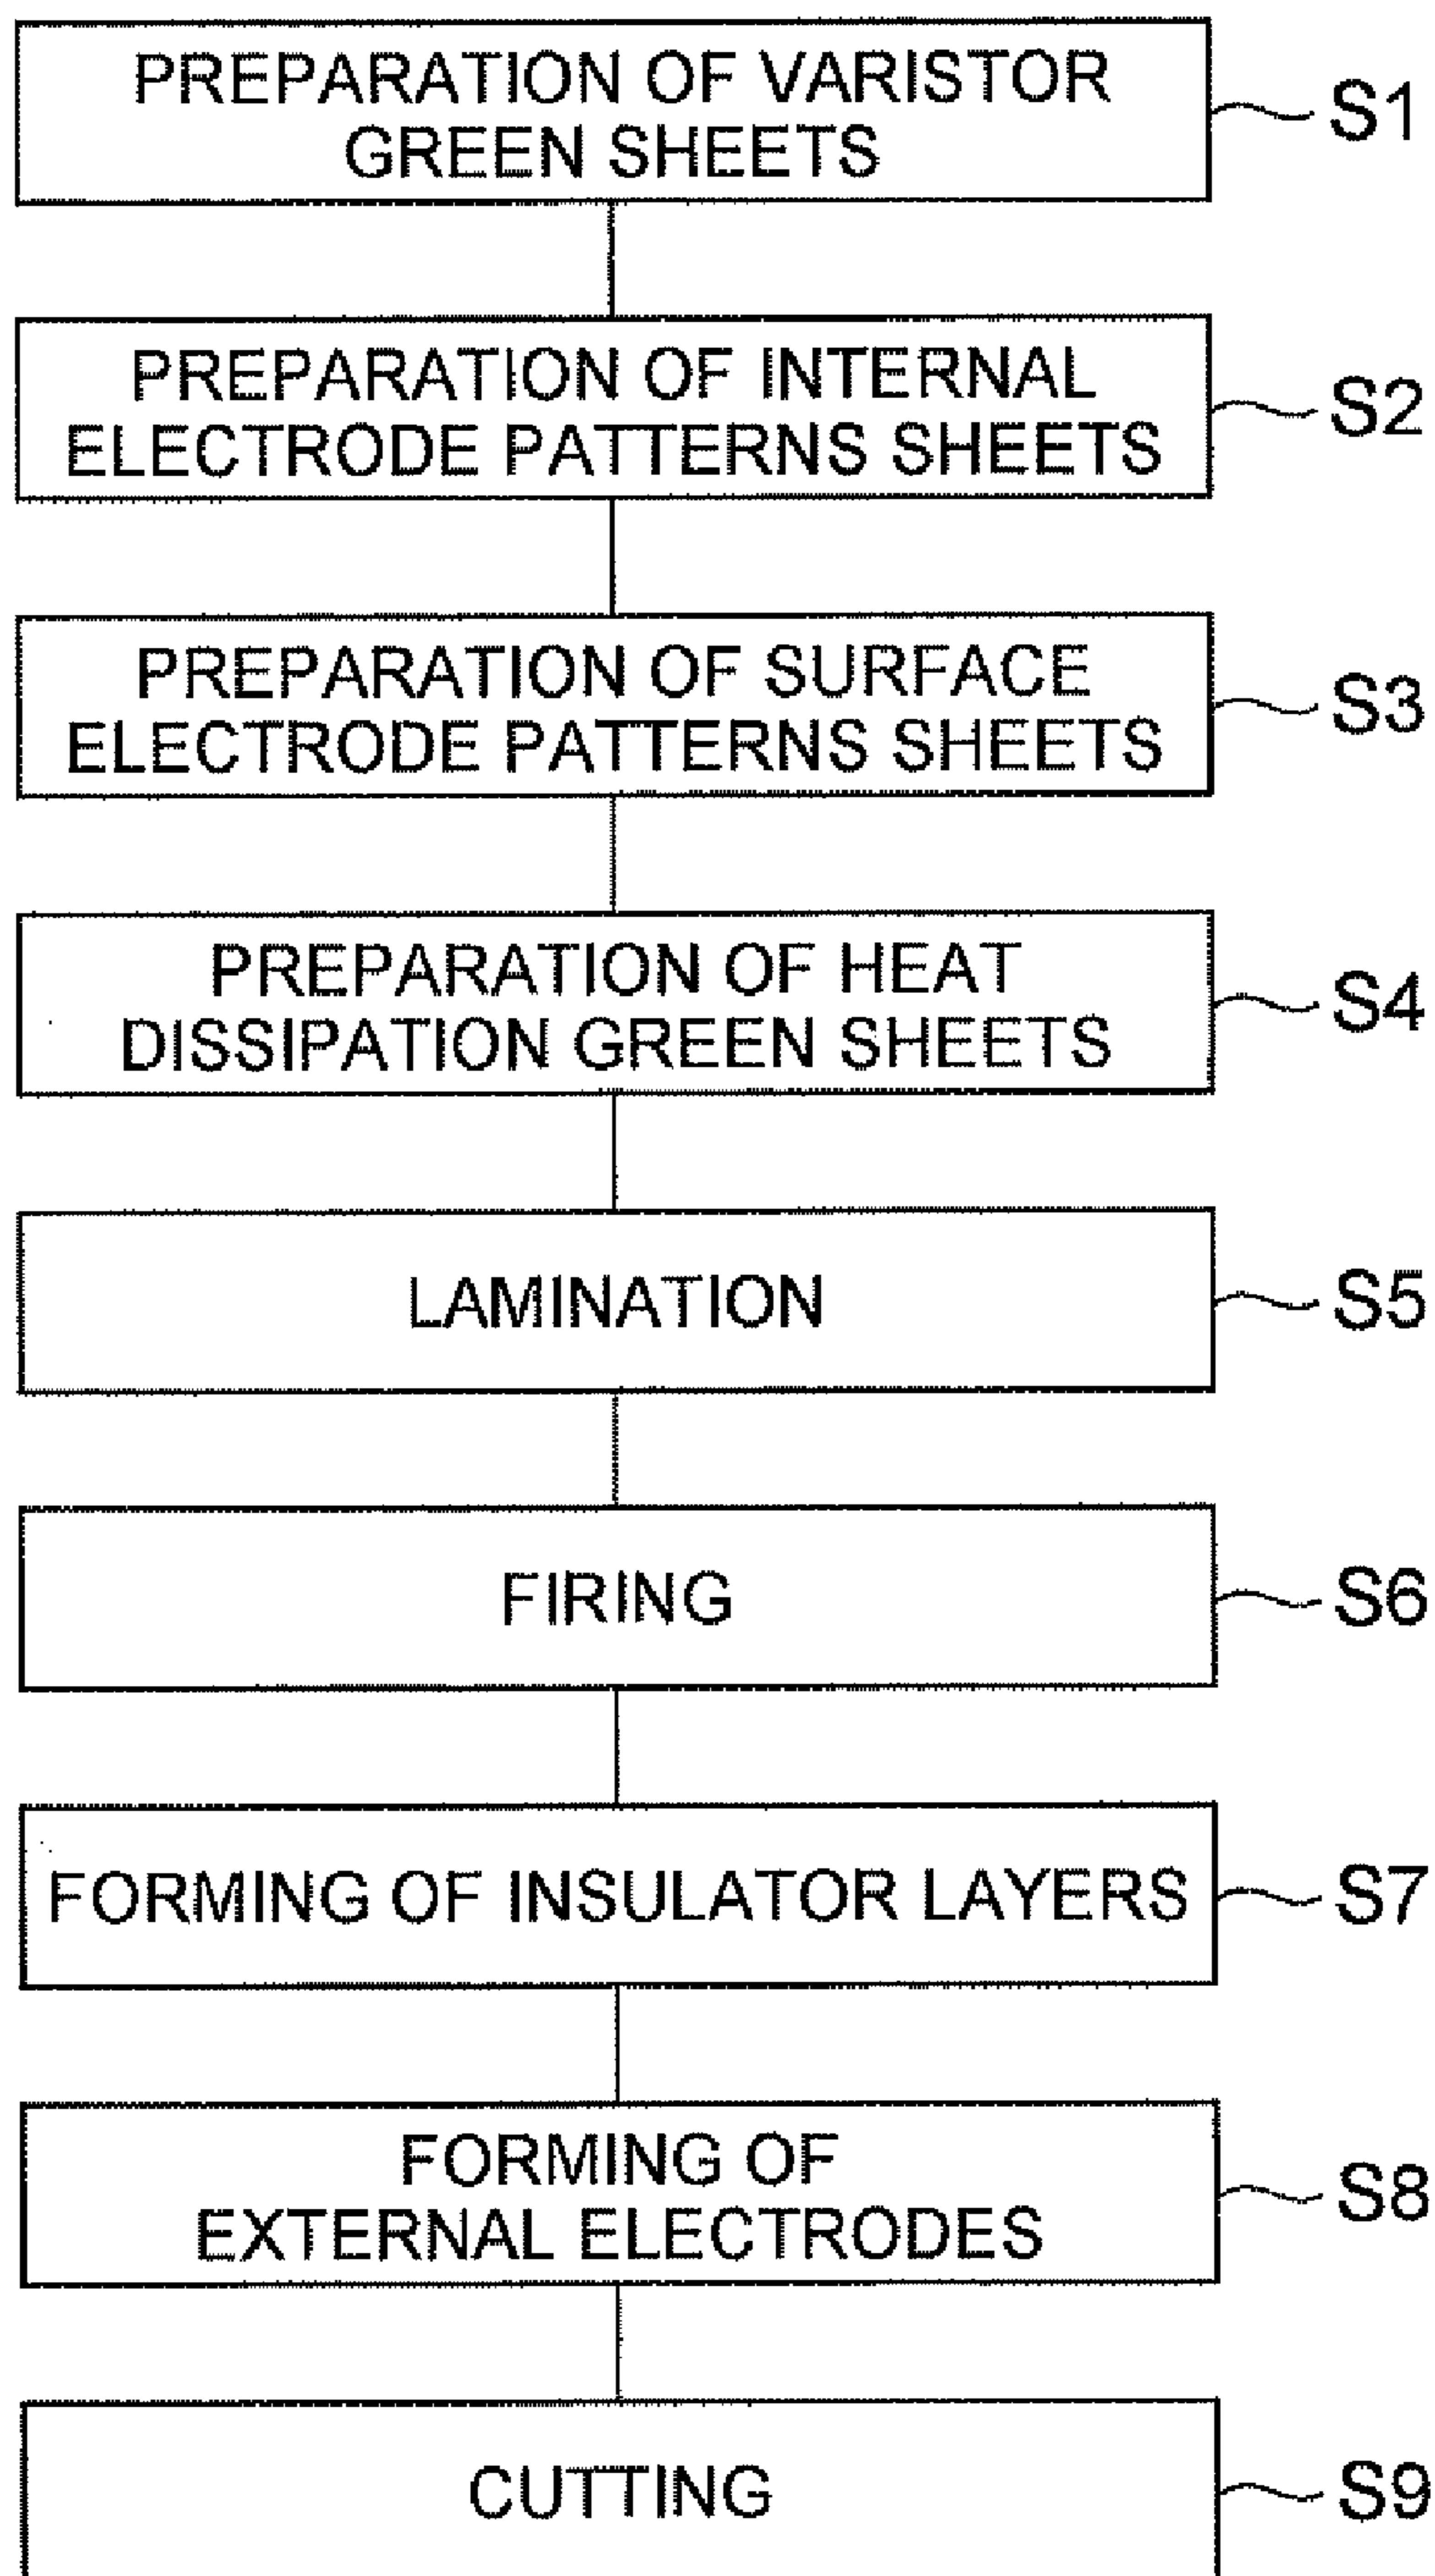 PREPARATION OF VARISTOR
GREEN SHEETS
S1
PREPARATION OF INTERNAL
ELECTRODE PATTERNS SHEETS
S2
PREPARATION OF SURFACE
ELECTRODE PATTERNS SHEETS
S3
PREPARATION OF HEAT
DISSIPATION GREEN SHEETS
S4
LAMINATION
S5
FIRING
S6
FORMING OF INSULATOR LAYERS
S7
FORMING OF
EXTERNAL ELECTRODES
S8
CUTTING
S9